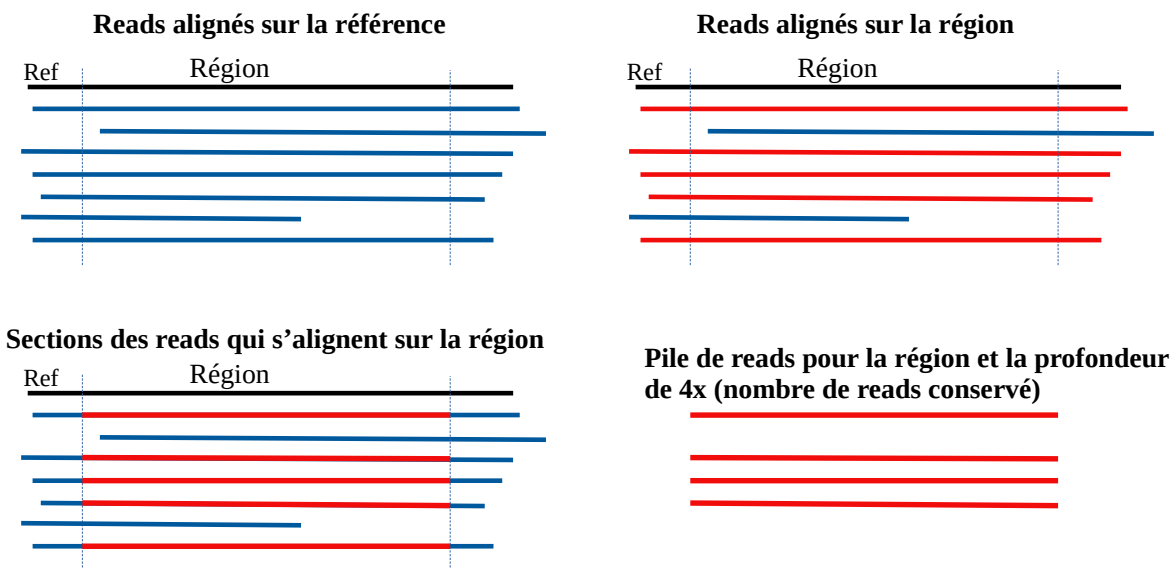 Reads alignés sur la référence
Ref Région
Reads alignés sur la région
Ref Région
Sections des reads qui s’alignent sur la région
Ref Région
Pile de reads pour la région et la profondeur
de 4x (nombre de reads conservé)